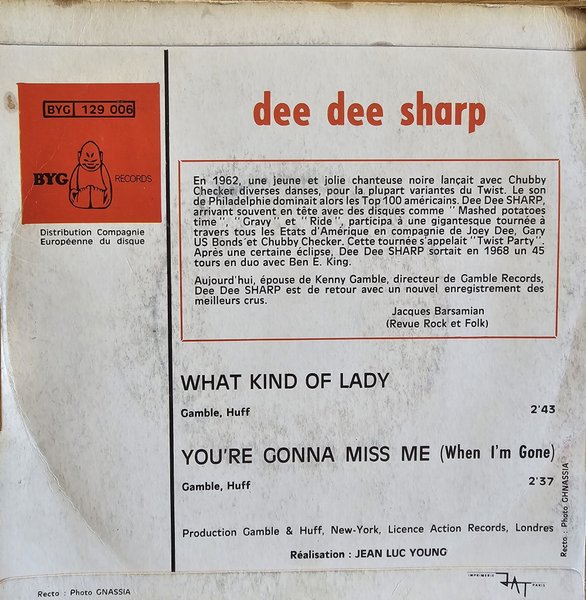 BYG 129 006
BYG RECORDS
Distribution Compagnie
Européenne du disque
dee dee sharp
En 1962, une jeune et jolie chanteuse noire lançait avec Chubby
Checker diverses danses, pour la plupart variantes du Twist. Le son
de Philadelphie dominait alors les Top 100 américains. Dee Dee SHARP,
arrivant souvent en tête avec des disques comme "Mashed potatoes
time", "Gravy" et "Ride", participa à une gigantesque tournée à
travers tous les Etats d'Amérique en compagnie de Joey Dee, Gary
US Bonds et Chubby Checker. Cette tournée s'appelait "Twist Party".
Après une certaine éclipse, Dee Dee SHARP sortait en 1968 un 45
tours en duo avec Ben E. King.
Aujourd'hui, épouse de Kenny Gamble, directeur de Gamble Records,
Dee Dee SHARP est de retour avec un nouvel enregistrement des
meilleurs crus.
Jacques Barsamian
(Revue Rock et Folk)
WHAT KIND OF LADY
Gamble, Huff 2'43
YOU'RE GONNA MISS ME (When I'm Gone)
Gamble, Huff 2'37
Production Gamble & Huff, New-York, Licence Action Records, Londres
Réalisation : JEAN LUC YOUNG
Recto : Photo GHNASSIA
Recto : Photo GNASSIA
IMPRIMERIE JAT PARIS